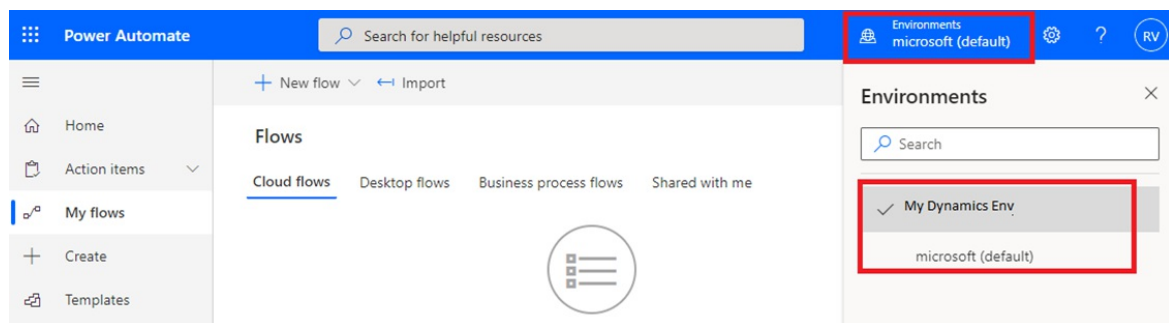 Power Automate
Search for helpful resources
Environments
microsoft (default)
?
RV
New flow
Import
Environments
Home
Flows
Search
Action items
Cloud flows Desktop flows Business process flows Shared with me
My flows
My Dynamics Env
Create
microsoft (default)
Templates